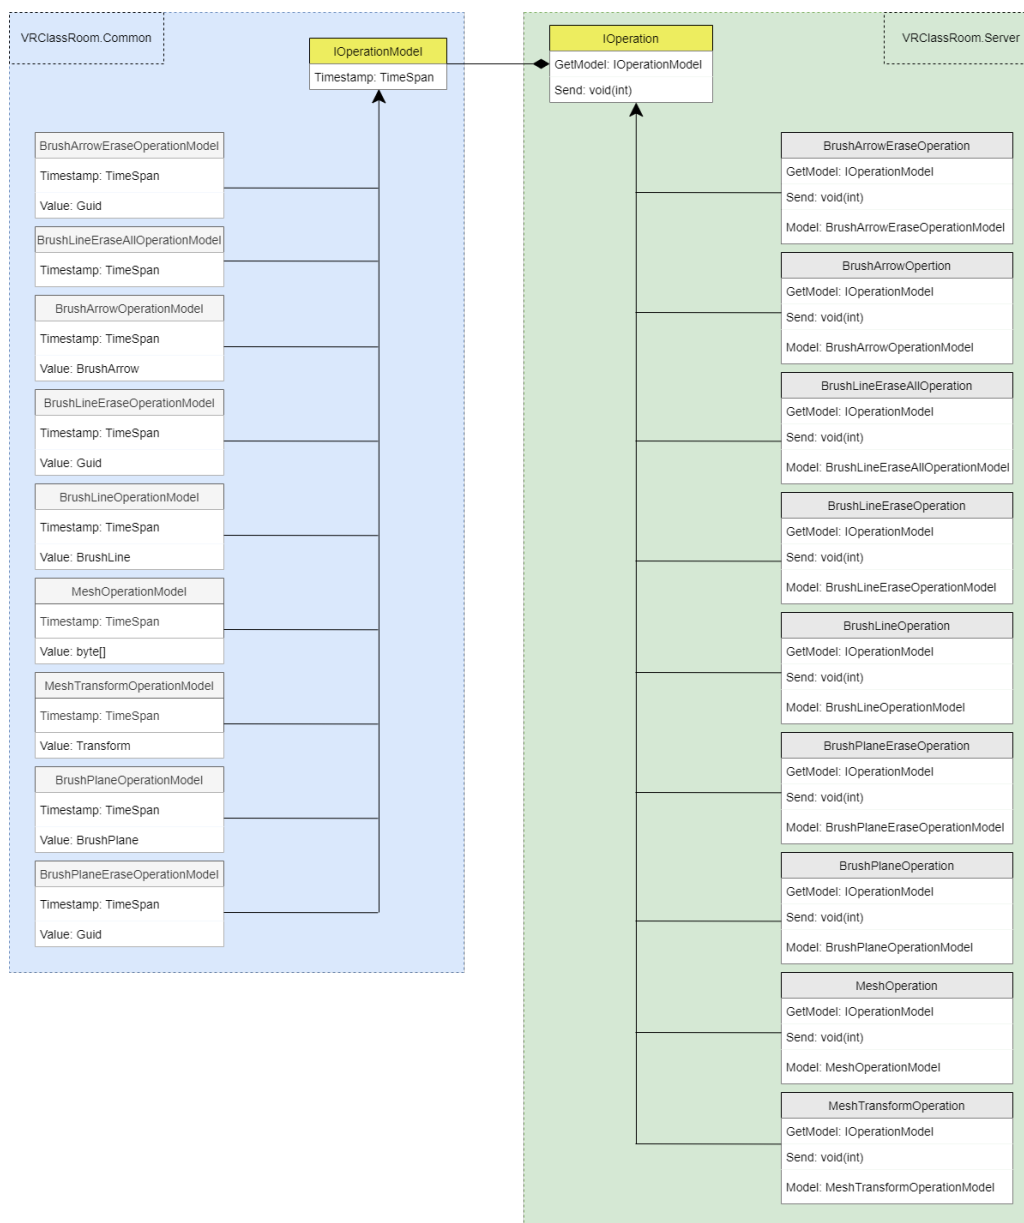 VRClassRoom.Common
IOperationModel
Timestamp: TimeSpan
BrushArrowEraseOperationModel
Timestamp: TimeSpan
Value: Guid
BrushLineEraseAllOperationModel
Timestamp: TimeSpan
BrushArrowOperationModel
Timestamp: TimeSpan
Value: BrushArrow
BrushLineEraseOperationModel
Timestamp: TimeSpan
Value: Guid
BrushLineOperationModel
Timestamp: TimeSpan
Value: BrushLine
MeshOperationModel
Timestamp: TimeSpan
Value: byte[]
MeshTransformOperationModel
Timestamp: TimeSpan
Value: Transform
BrushPlaneOperationModel
Timestamp: TimeSpan
Value: BrushPlane
BrushPlaneEraseOperationModel
Timestamp: TimeSpan
Value: Guid
VRClassRoom.Server
IOperation
GetModel: IOperationModel
Send: void(int)
BrushArrowEraseOperation
GetModel: IOperationModel
Send: void(int)
Model: BrushArrowEraseOperationModel
BrushArrowOpertion
GetModel: IOperationModel
Send: void(int)
Model: BrushArrowOperationModel
BrushLineEraseAllOperation
GetModel: IOperationModel
Send: void(int)
Model: BrushLineEraseAllOperationModel
BrushLineEraseOperation
GetModel: IOperationModel
Send: void(int)
Model: BrushLineEraseOperationModel
BrushLineOperation
GetModel: IOperationModel
Send: void(int)
Model: BrushLineOperationModel
BrushPlaneEraseOperation
GetModel: IOperationModel
Send: void(int)
Model: BrushPlaneEraseOperationModel
BrushPlaneOperation
GetModel: IOperationModel
Send: void(int)
Model: BrushPlaneOperationModel
MeshOperation
GetModel: IOperationModel
Send: void(int)
Model: MeshOperationModel
MeshTransformOperation
GetModel: IOperationModel
Send: void(int)
Model: MeshTransformOperationModel